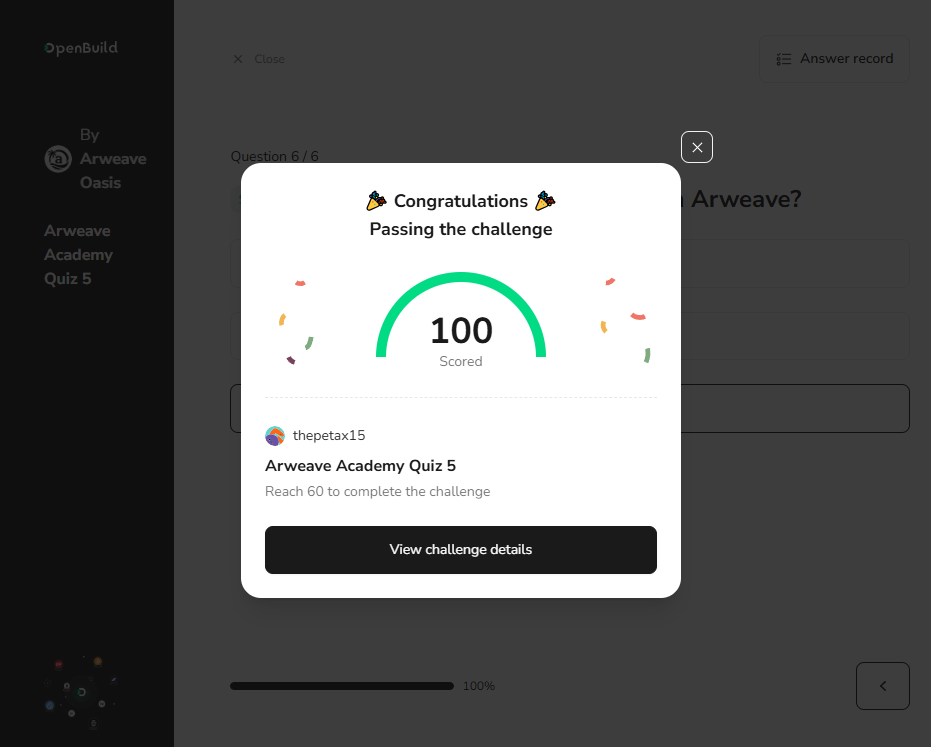 OpenBuild
By
Arweave
Oasis
Arweave
Academy
Quiz 5
Close
Answer record
Question 6 / 6
Arweave?
Congratulations
Passing the challenge
100
Scored
thepetax15
Arweave Academy Quiz 5
Reach 60 to complete the challenge
View challenge details
100%